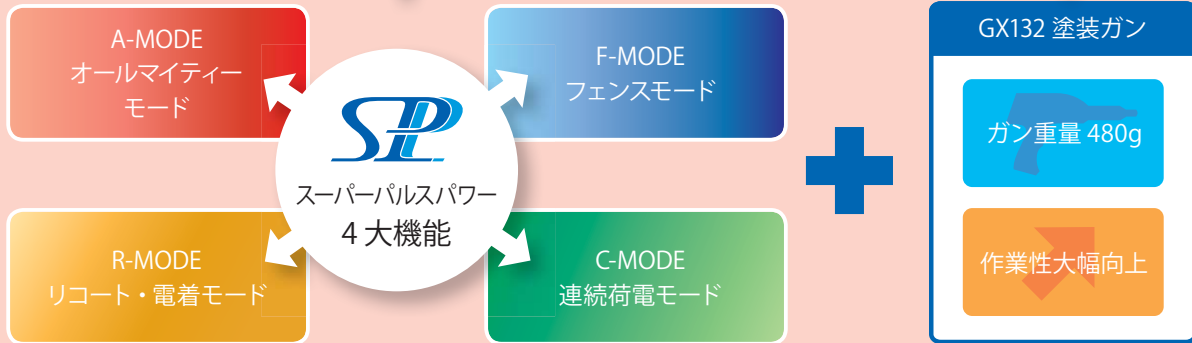 A-MODE
オールマイティー
モード
F-MODE
フェンスモード
SPP
スーパーパルスパワー
4 大機能
R-MODE
リコート・電着モード
C-MODE
連続荷電モード
GX132 塗装ガン
ガン重量 480g
作業性大幅向上